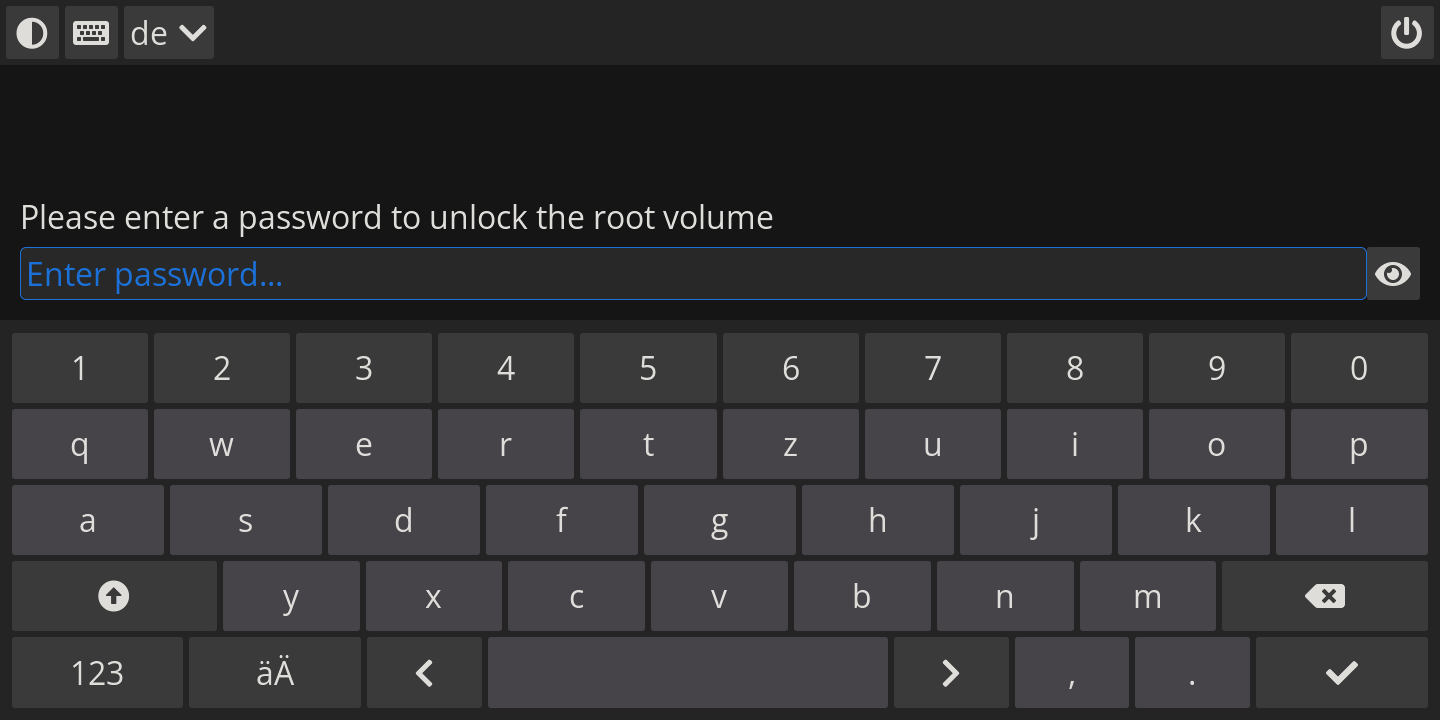 de
Please enter a password to unlock the root volume
Enter password...
1 2 3 4 5 6 7 8 9 0
q w e r t z u i o p
a s d f g h j k l
y x c v b n m
123 äÄ , .